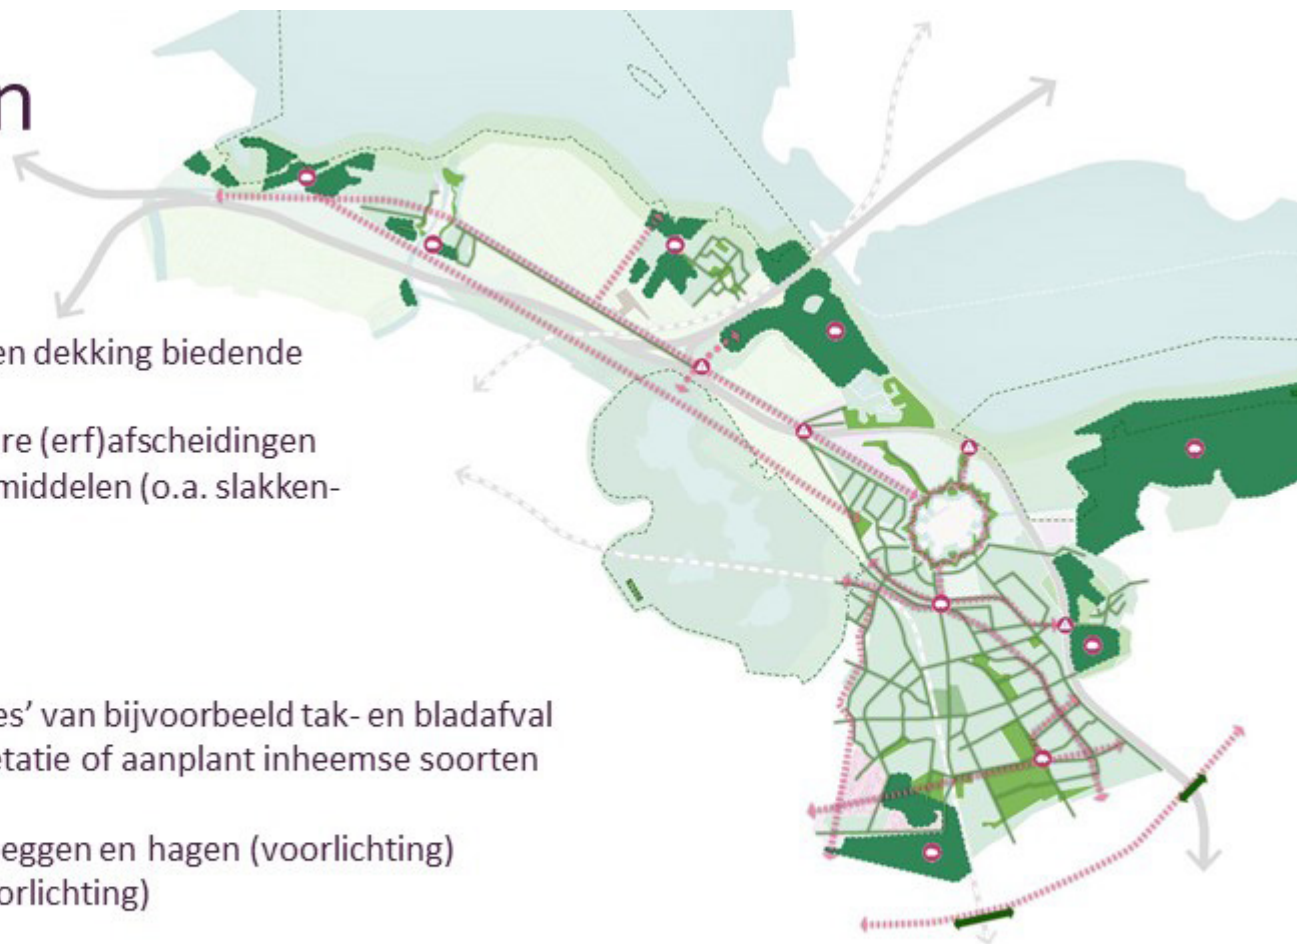 n
en dekking biedende
re (erf)afscheidingen
middelen (o.a. slakken-
es’ van bijvoorbeeld tak- en bladafval
etatie of aanplant inheemse soorten
eggen en hagen (voorlichting)
orlichting)